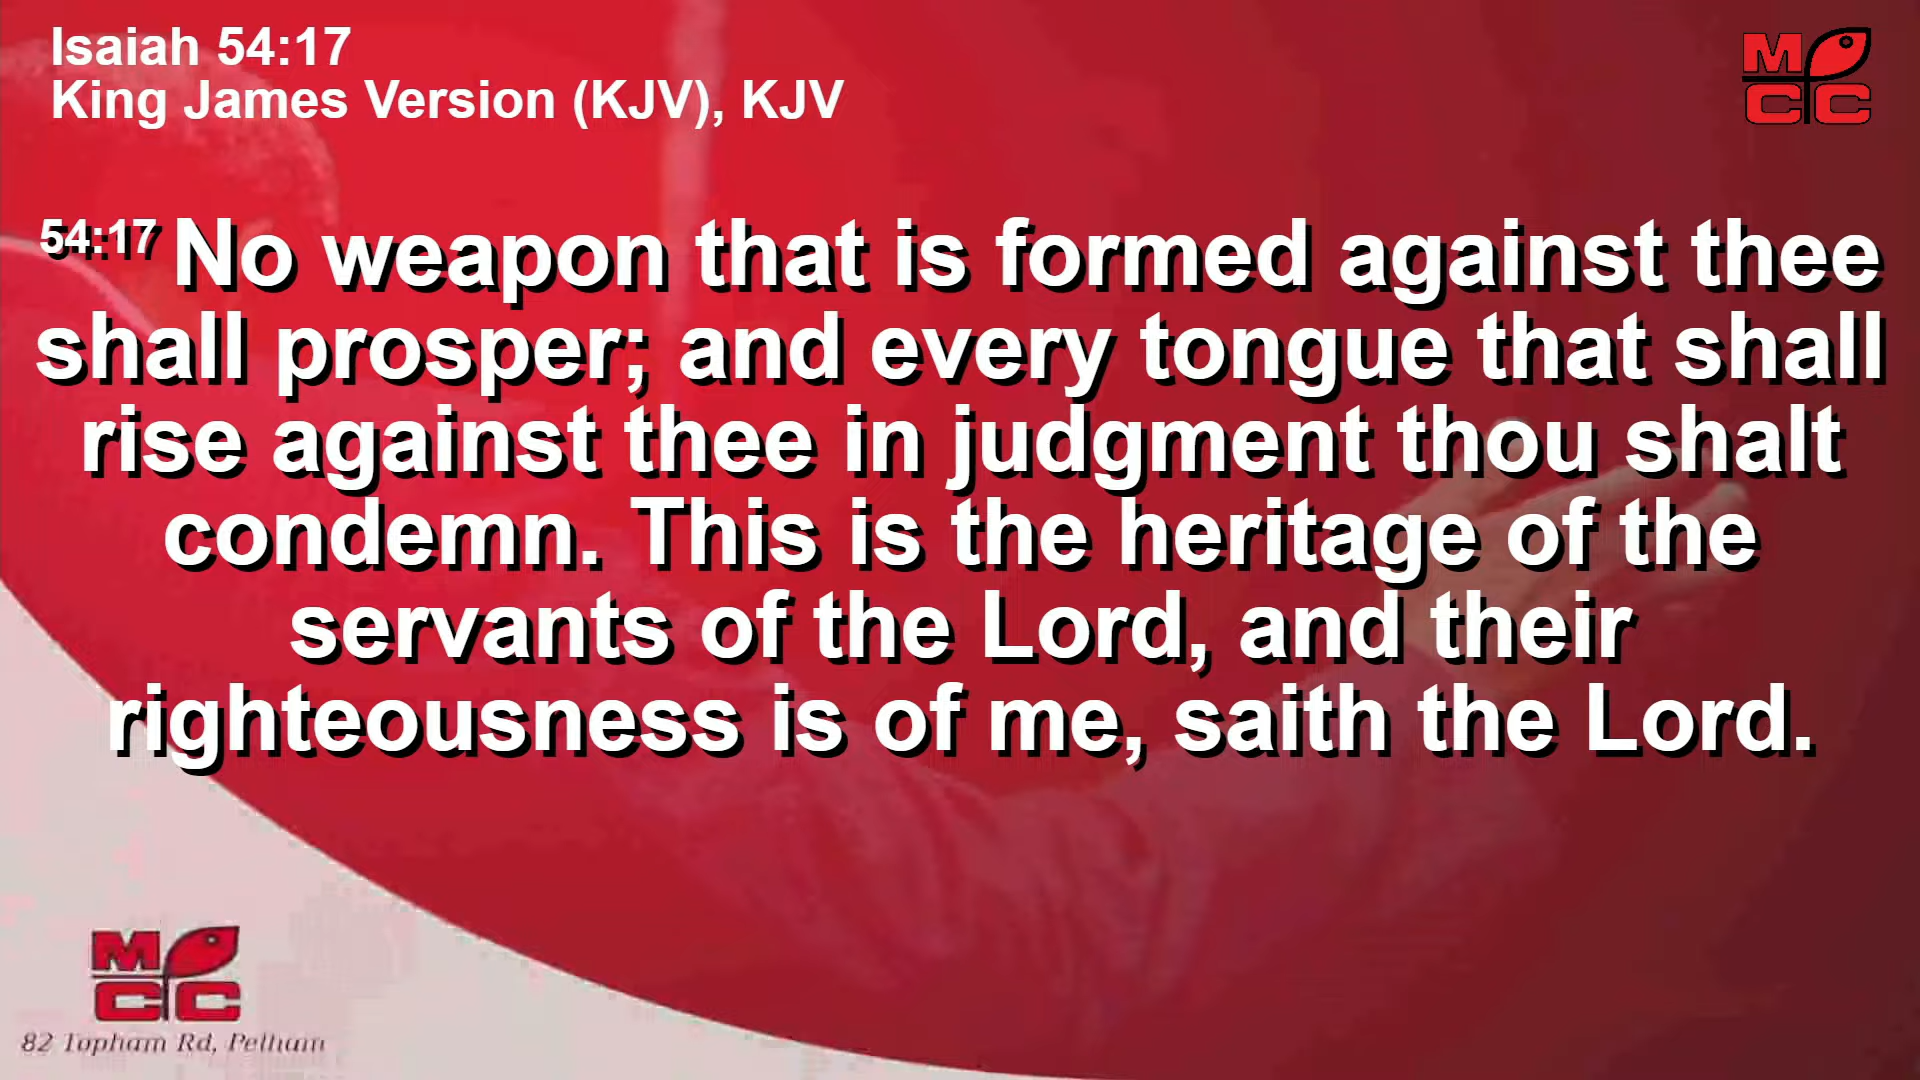 Isaiah 54:17
King James Version (KJV), KJV
M
CC
54:17 No weapon that is formed against thee
shall prosper; and every tongue that shall
rise against thee in judgment thou shalt
condemn. This is the heritage of the
servants of the Lord, and their
righteousness is of me, saith the Lord.
M
CC
82 Topham Rd, Pelham